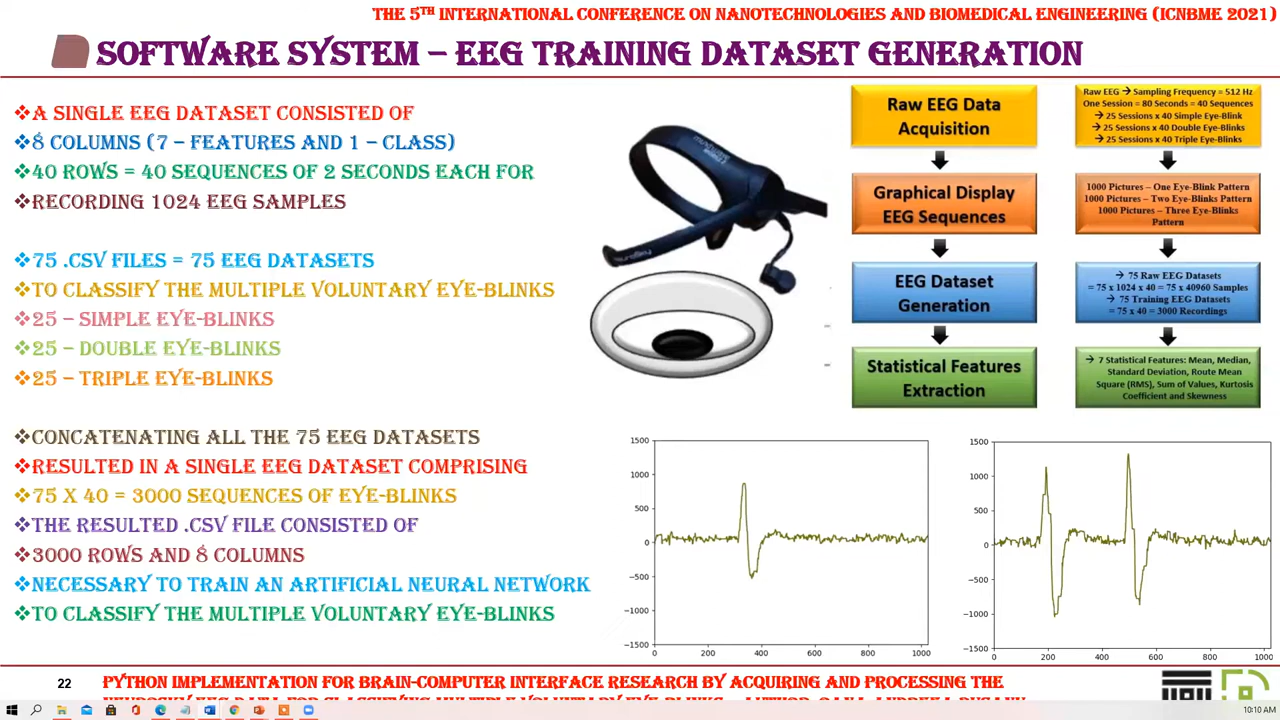 THE 5TH INTERNATIONAL CONFERENCE ON NANOTECHNOLOGIES AND BIOMEDICAL ENGINEERING (ICNBME 2021)
SOFTWARE SYSTEM – EEG TRAINING DATASET GENERATION
❖A SINGLE EEG DATASET CONSISTED OF
❖8 COLUMNS (7 – FEATURES AND 1 – CLASS)
❖40 ROWS = 40 SEQUENCES OF 2 SECONDS EACH FOR
❖RECORDING 1024 EEG SAMPLES
❖75 .CSV FILES = 75 EEG DATASETS
❖TO CLASSIFY THE MULTIPLE VOLUNTARY EYE-BLINKS
❖25 – SIMPLE EYE-BLINKS
❖25 – DOUBLE EYE-BLINKS
❖25 – TRIPLE EYE-BLINKS
❖CONCATENATING ALL THE 75 EEG DATASETS
❖RESULTED IN A SINGLE EEG DATASET COMPRISING
❖75 X 40 = 3000 SEQUENCES OF EYE-BLINKS
❖THE RESULTED .CSV FILE CONSISTED OF
❖3000 ROWS AND 8 COLUMNS
❖NECESSARY TO TRAIN AN ARTIFICIAL NEURAL NETWORK
❖TO CLASSIFY THE MULTIPLE VOLUNTARY EYE-BLINKS
Raw EEG Data
Acquisition
Graphical Display
EEG Sequences
EEG Dataset
Generation
Statistical Features
Extraction
Raw EEG → Sampling Frequency = 512 Hz
One Session = 80 Seconds = 40 Sequences
→ 25 Sessions x 40 Simple Eye-Blink
→ 25 Sessions x 40 Double Eye-Blinks
→ 25 Sessions x 40 Triple Eye-Blinks
1000 Pictures – One Eye-Blink Pattern
1000 Pictures – Two Eye-Blinks Pattern
1000 Pictures – Three Eye-Blinks
Pattern
→ 75 Raw EEG Datasets
= 75 x 1024 x 40 = 75 x 40960 Samples
→ 75 Training EEG Datasets
= 75 x 40 = 3000 Recordings
→ 7 Statistical Features: Mean, Median,
Standard Deviation, Route Mean
Square (RMS), Sum of Values, Kurtosis
Coefficient and Skewness
1500
1000
500
0
−500
−1000
−1500
0 200 400 600 800 1000
1500
1000
500
0
−500
−1000
−1500
0 200 400 600 800 1000
22
PYTHON IMPLEMENTATION FOR BRAIN-COMPUTER INTERFACE RESEARCH BY ACQUIRING AND PROCESSING THE
10:10 AM